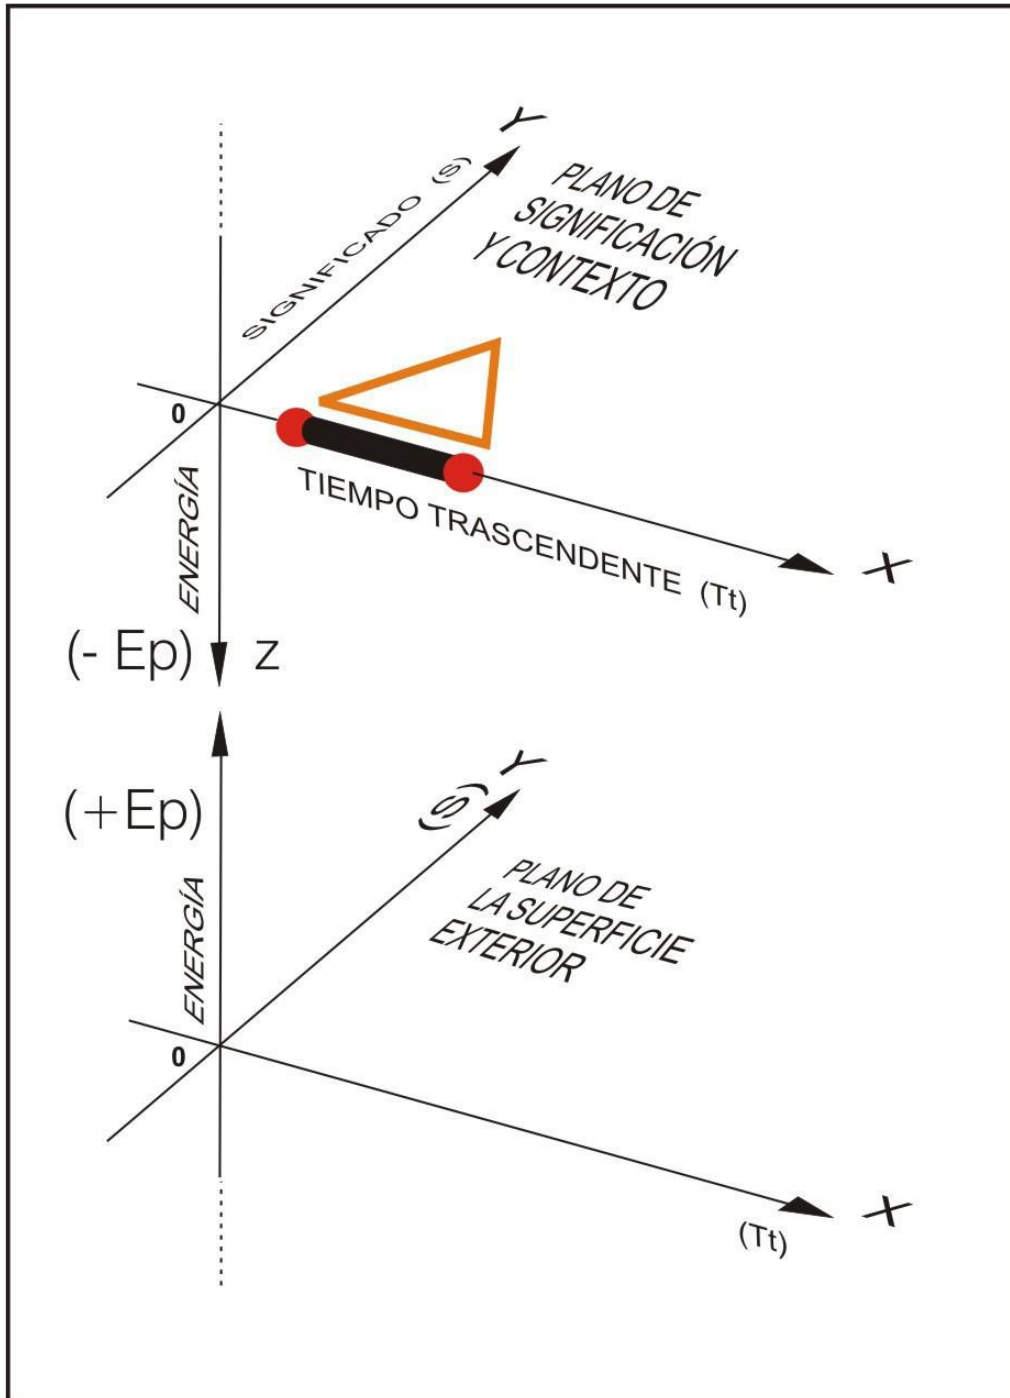 Y
SIGNIFICADO (S)
PLANO DE
SIGNIFICACIÓN
Y CONTEXTO
0
TIEMPO TRASCENDENTE (Tt)
X
ENERGÍA
(- Ep)
Z
(+Ep)
Y
(S)
PLANO DE
LA SUPERFICIE
EXTERIOR
ENERGÍA
0
X
(Tt)